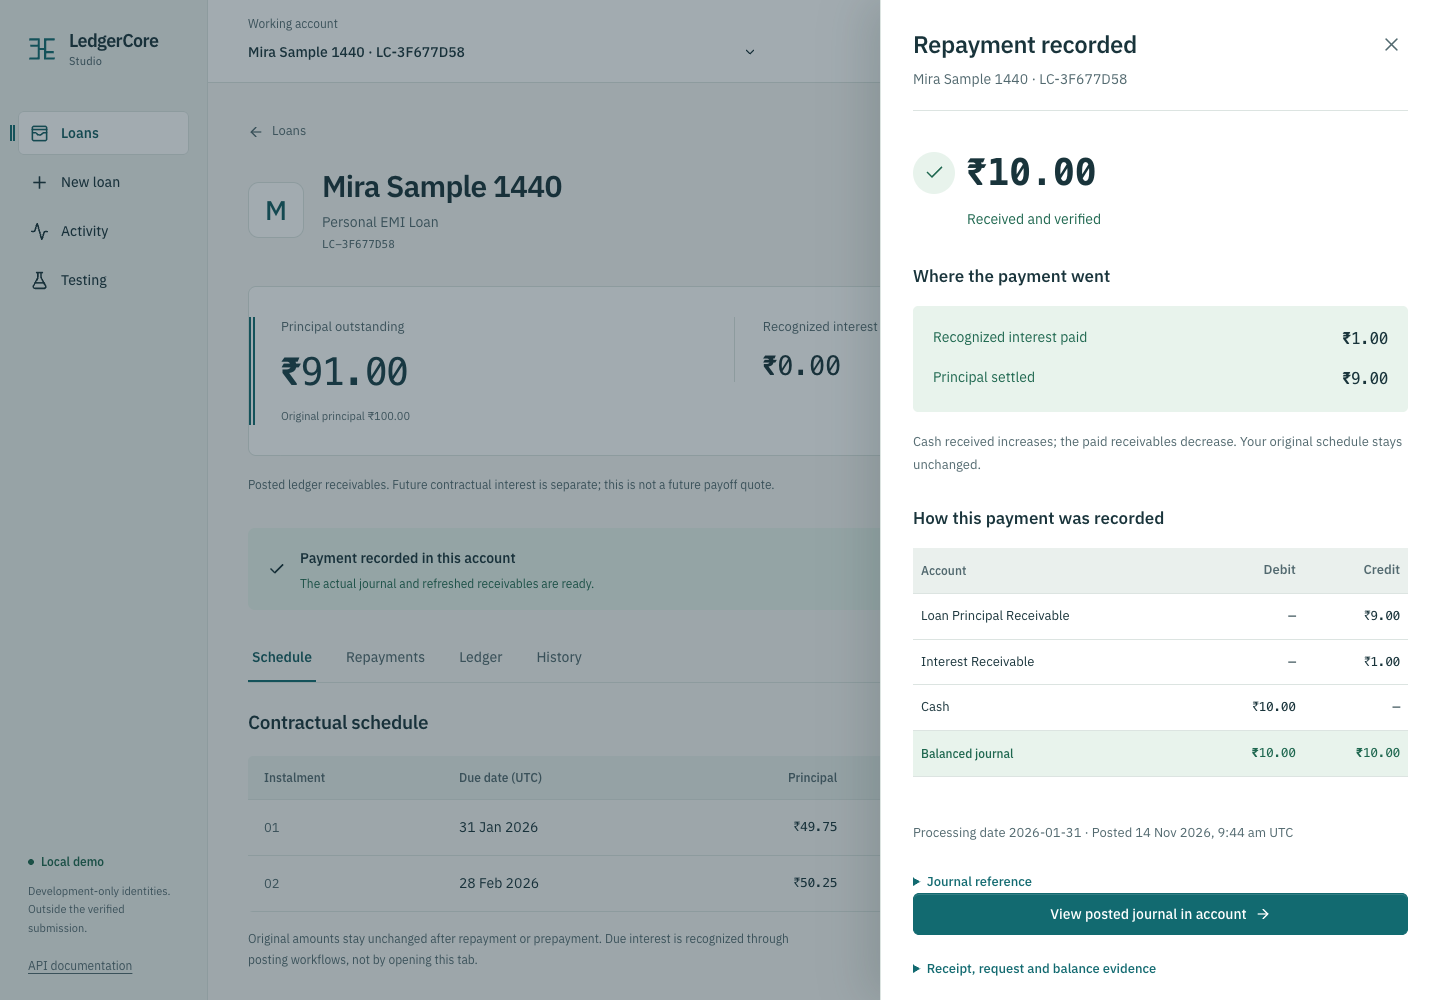 LedgerCore
Studio
Loans
New loan
Activity
Testing
Local demo
Development-only identities.
Outside the verified
submission.
API documentation
Working account
Mira Sample 1440 · LC-3F677D58
Loans
M
Mira Sample 1440
Personal EMI Loan
LC-3F677D58
Principal outstanding
₹91.00
Original principal ₹100.00
Recognized interest
₹0.00
Posted ledger receivables. Future contractual interest is separate; this is not a future payoff quote.
Payment recorded in this account
The actual journal and refreshed receivables are ready.
Schedule Repayments Ledger History
Contractual schedule
Instalment Due date (UTC) Principal
01 31 Jan 2026 ₹49.75
02 28 Feb 2026 ₹50.25
Original amounts stay unchanged after repayment or prepayment. Due interest is recognized through
posting workflows, not by opening this tab.
Repayment recorded
Mira Sample 1440 · LC-3F677D58
₹10.00
Received and verified
Where the payment went
Recognized interest paid ₹1.00
Principal settled ₹9.00
Cash received increases; the paid receivables decrease. Your original schedule stays
unchanged.
How this payment was recorded
Account Debit Credit
Loan Principal Receivable – ₹9.00
Interest Receivable – ₹1.00
Cash ₹10.00 –
Balanced journal ₹10.00 ₹10.00
Processing date 2026-01-31 · Posted 14 Nov 2026, 9:44 am UTC
Journal reference
View posted journal in account
Receipt, request and balance evidence